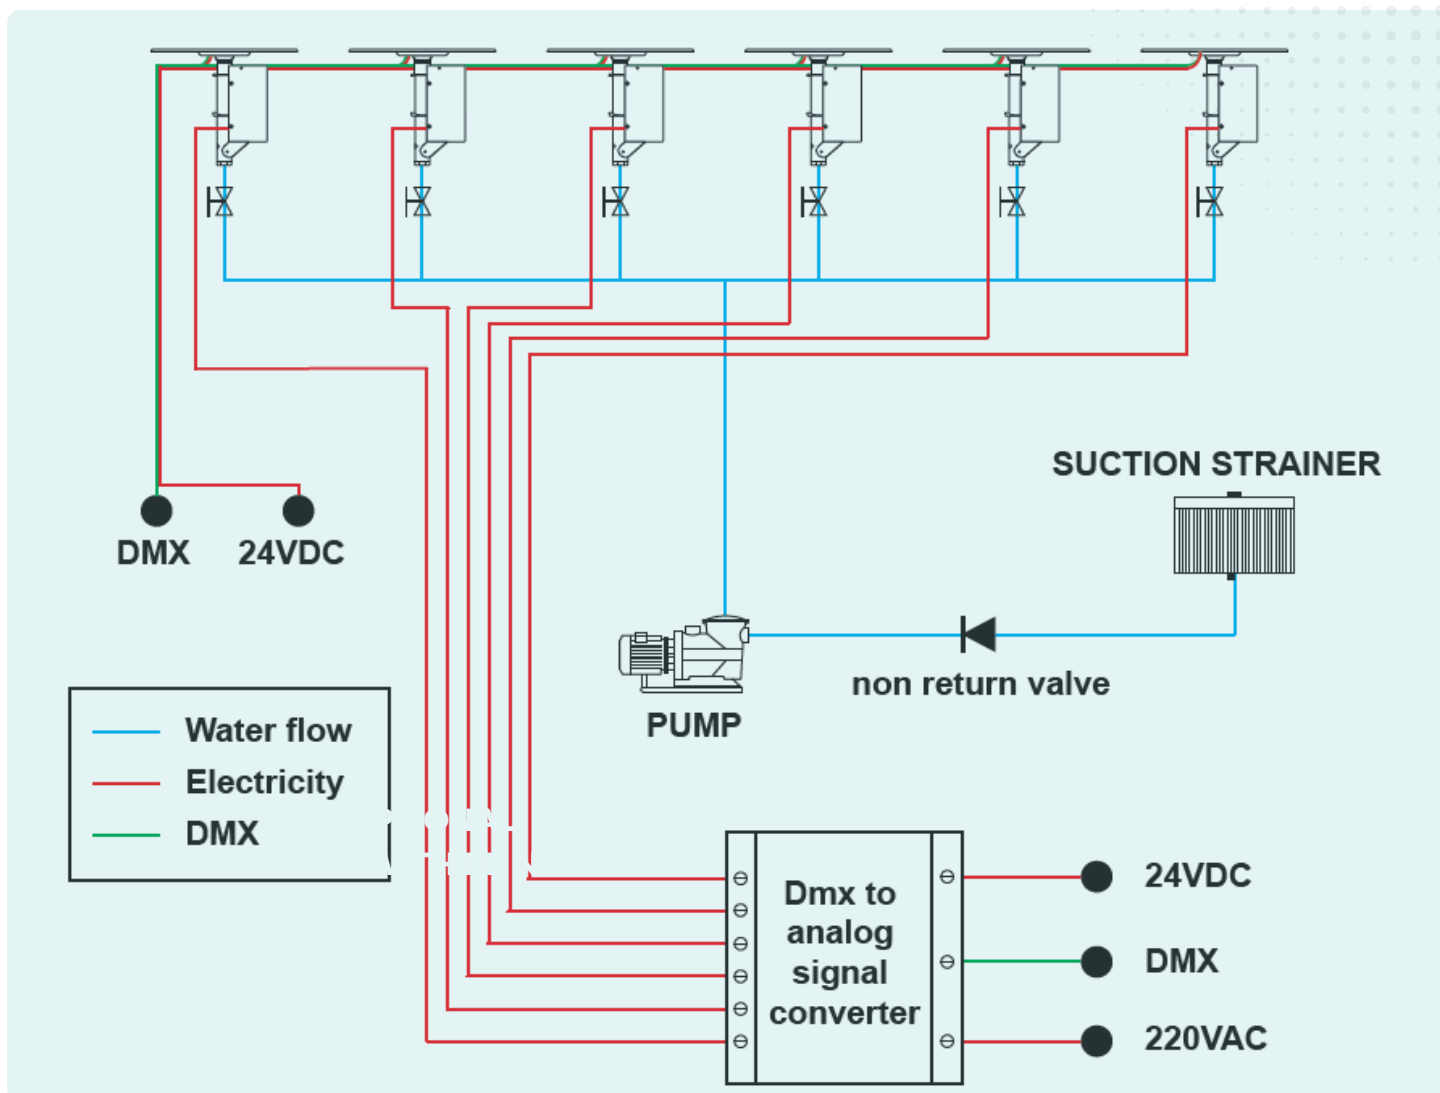 SUCTION STRAINER
DMX
24VDC
non return valve
PUMP
Water flow
Electricity
DMX
Dmx to
analog
signal
converter
24VDC
DMX
220VAC